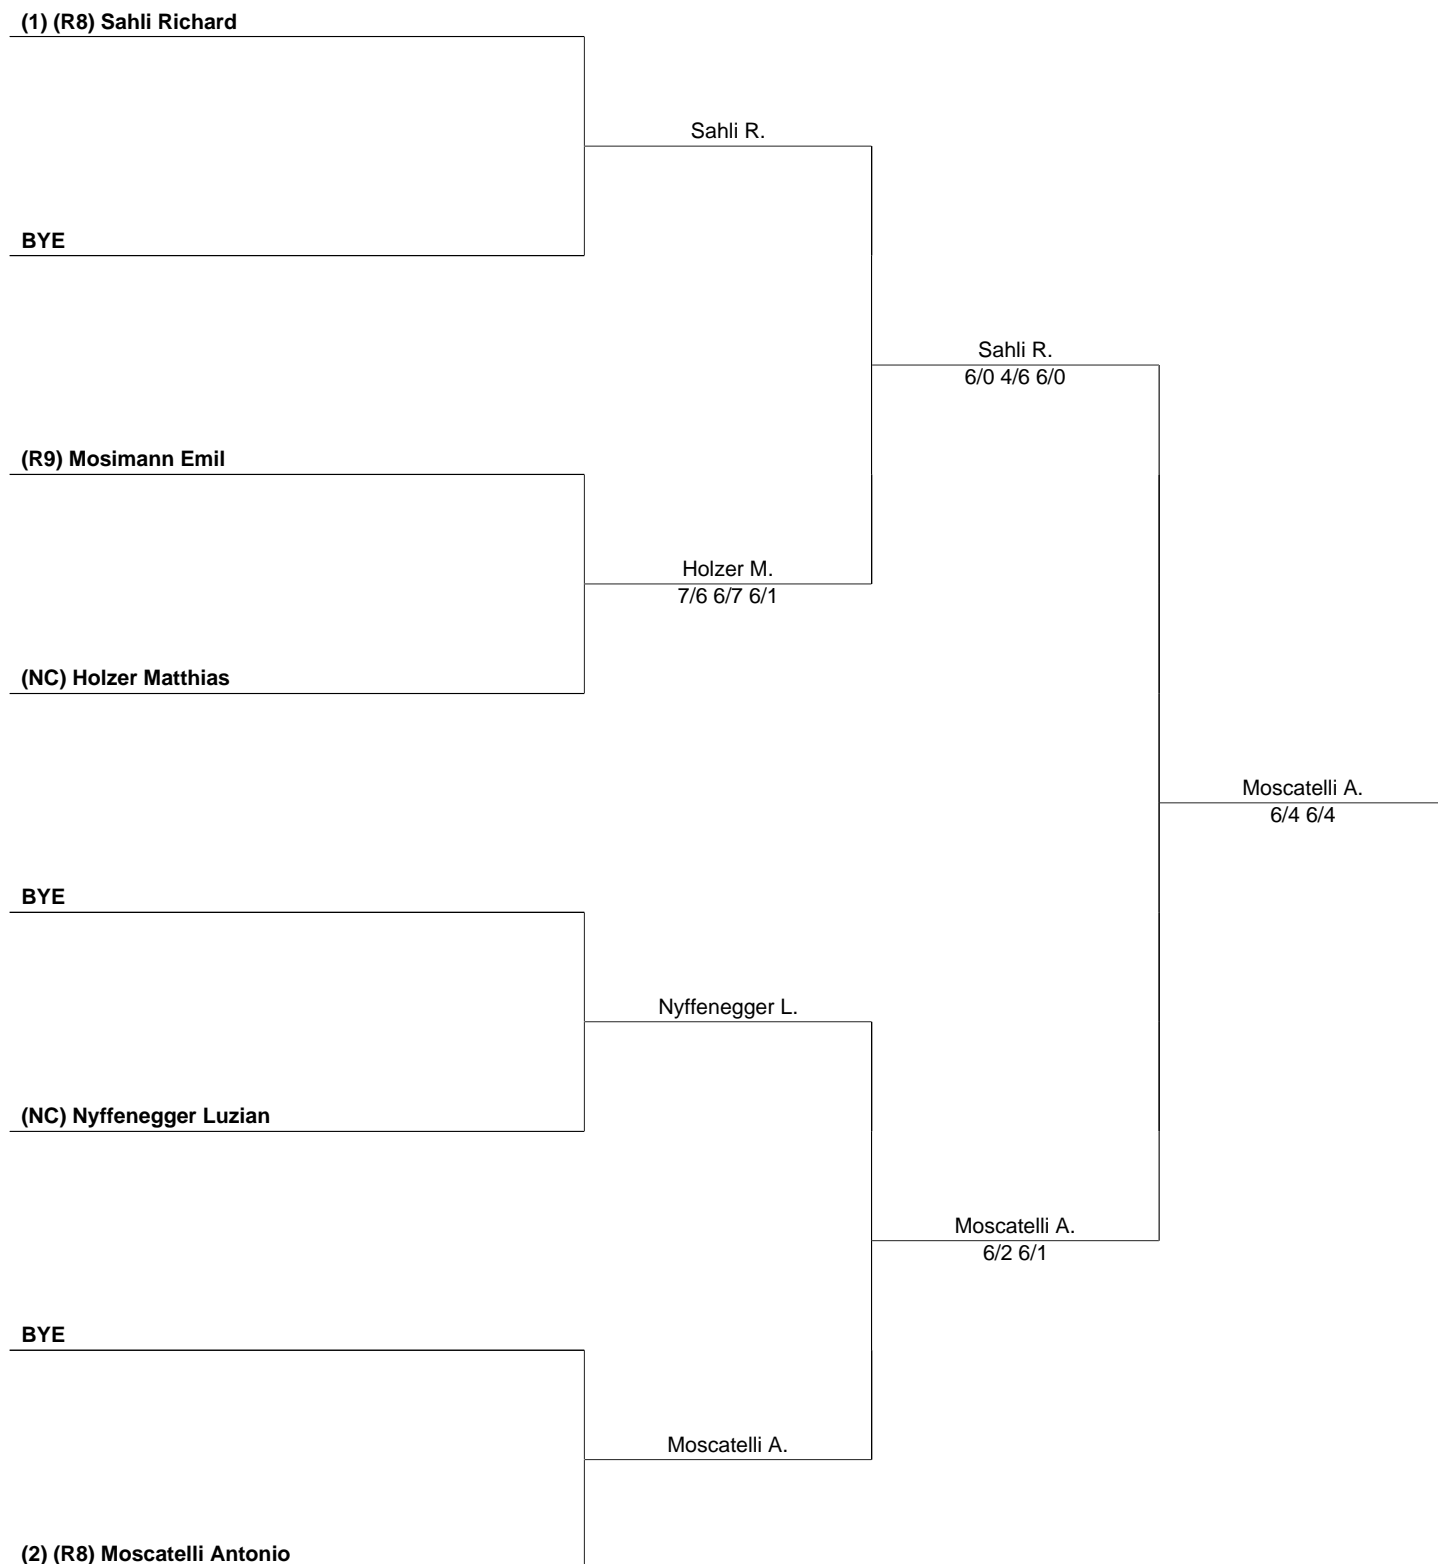 (1) (R8) Sahli Richard
Sahli R.
BYE
Sahli R.
6/0 4/6 6/0
(R9) Mosimann Emil
Holzer M.
7/6 6/7 6/1
(NC) Holzer Matthias
Moscatelli A.
6/4 6/4
BYE
Nyffenegger L.
(NC) Nyffenegger Luzian
Moscatelli A.
6/2 6/1
BYE
Moscatelli A.
(2) (R8) Moscatelli Antonio